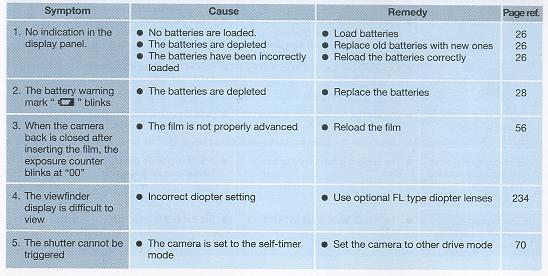 Symptom Cause Remedy Page ref.
1. No indication in the display panel.
● No batteries are loaded.
● The batteries are depleted
● The batteries have been incorrectly loaded
● Load batteries 26
● Replace old batteries with new ones 26
● Reload the batteries correctly 26
2. The battery warning mark " " blinks
● The batteries are depleted
● Replace the batteries 28
3. When the camera back is closed after inserting the film, the exposure counter blinks at "00"
● The film is not properly advanced
● Reload the film 56
4. The viewfinder display is difficult to view
● Incorrect diopter setting
● Use optional FL type diopter lenses 234
5. The shutter cannot be triggered
● The camera is set to the self-timer mode
● Set the camera to other drive mode 70